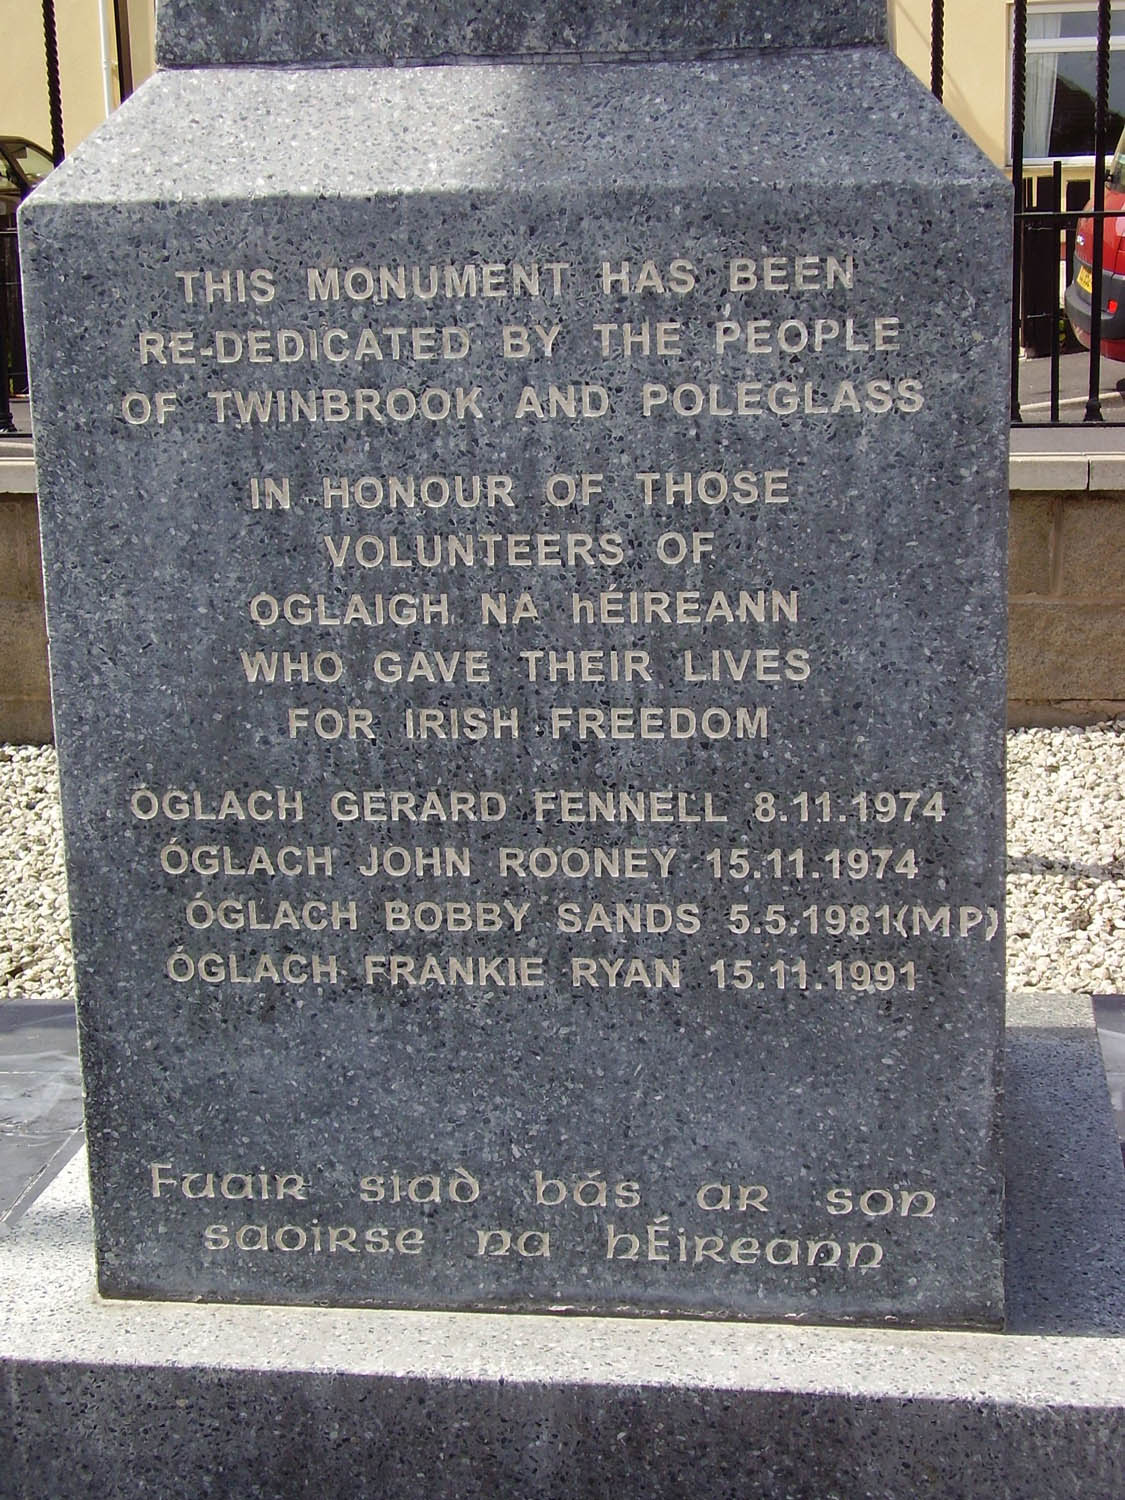 THIS MONUMENT HAS BEEN
RE-DEDICATED BY THE PEOPLE
OF TWINBROOK AND POLEGLASS
IN HONOUR OF THOSE
VOLUNTEERS OF
OGLAIGH NA hÉIREANN
WHO GAVE THEIR LIVES
FOR IRISH FREEDOM
ÓGLACH GERARD FENNELL 8.11.1974
ÓGLACH JOHN ROONEY 15.11.1974
ÓGLACH BOBBY SANDS 5.5.1981(MP)
ÓGLACH FRANKIE RYAN 15.11.1991
Fuair siad bás ar son
saoirse na hÉireann